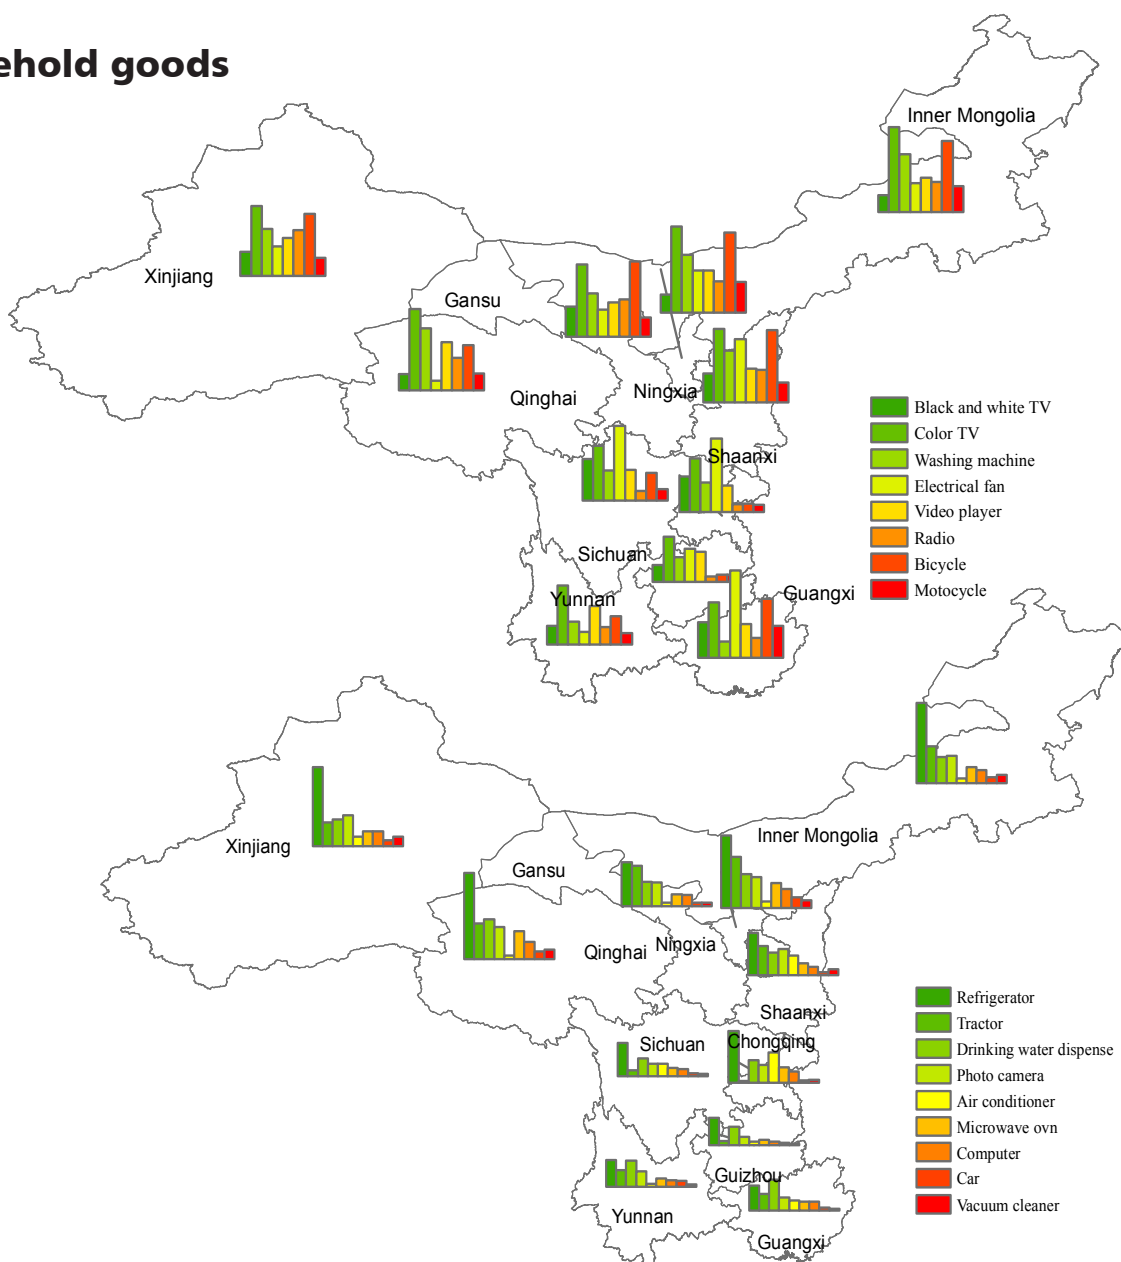 ehold goods
Inner Mongolia
Xinjiang
Gansu
Qinghai
Ningxia
Shaanxi
Sichuan
Yunnan
Guangxi
Black and white TV
Color TV
Washing machine
Electrical fan
Video player
Radio
Bicycle
Motocycle
Xinjiang
Inner Mongolia
Gansu
Qinghai
Ningxia
Shaanxi
Sichuan
Chongqing
Guizhou
Yunnan
Guangxi
Refrigerator
Tractor
Drinking water dispense
Photo camera
Air conditioner
Microwave ovn
Computer
Car
Vacuum cleaner